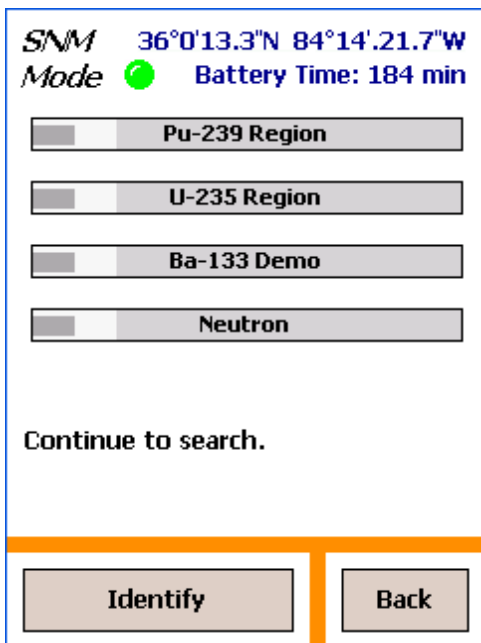 SNM 36°0'13.3"N 84°14'.21.7"W
Mode Battery Time: 184 min
Pu-239 Region
U-235 Region
Ba-133 Demo
Neutron
Continue to search.
Identify Back